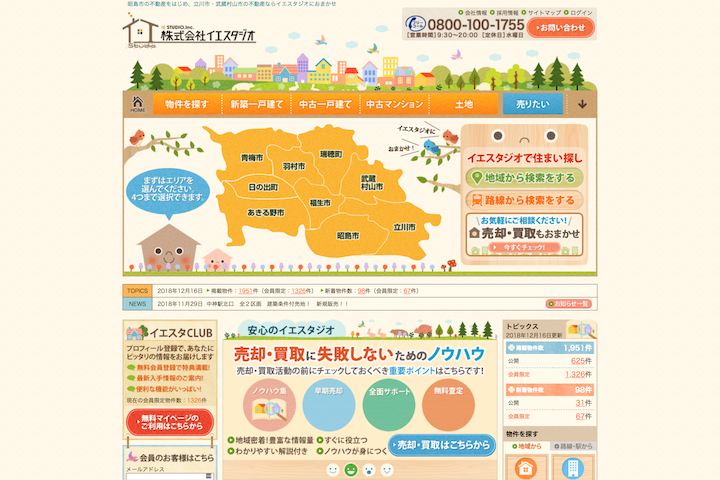 昭島市の不動産をはじめ、立川市・武蔵村山市の不動産ならイエスタジオにおまかせ
会社情報 採用情報 サイトマップ ログイン
IE STUDIO.Inc.
株式会社イエスタジオ
Studio
0800-100-1755
【営業時間】9:30〜20:00 【定休日】水曜日
お問い合わせ
HOME
物件を探す
新築一戸建て
中古一戸建て
中古マンション
土地
売りたい
イエスタジオに
おまかせ!
青梅市
羽村市
瑞穂町
武蔵
村山市
日の出町
福生市
あきる野市
昭島市
立川市
まずはエリアを
選んでください。
4つまで選択できます。
イエスタジオで住まい探し
地域から検索をする
路線から検索をする
お気軽にご相談ください!
売却・買取もおまかせ
今すぐチェック!
TOPICS
2018年12月16日 掲載物件:1951件(会員限定:1326件) 新着物件数:98件(会員限定:67件)
NEWS
2018年11月29日 中神駅北口 全2区画 建築条件付売地! 新規販売!!
お知らせ一覧
イエスタCLUB
プロフィール登録で、あなたに
ピッタリの情報をお届けします
無料会員登録で特典満載!
最新入手情報のご案内!
便利な機能がいっぱい!
現在の会員限定物件数:1326件
無料マイページの
ご利用はこちらから
会員のお客様はこちら
メールアドレス
安心のイエスタジオ
売却・買取に失敗しないためのノウハウ
売却・買取活動の前にチェックしておくべき重要ポイントはこちらです!
ノウハウ集
早期売却
全面サポート
無料査定
地域密着!豊富な情報量
すぐに役立つ
わかりやすい解説付き
ノウハウが身につく
売却・買取はこちらから
トピックス
2018年12月16日更新
掲載物件数 1,951件
公開 625件
会員限定 1,326件
新着物件数 98件
公開 31件
会員限定 67件
物件を探す
地域から
路線・駅から